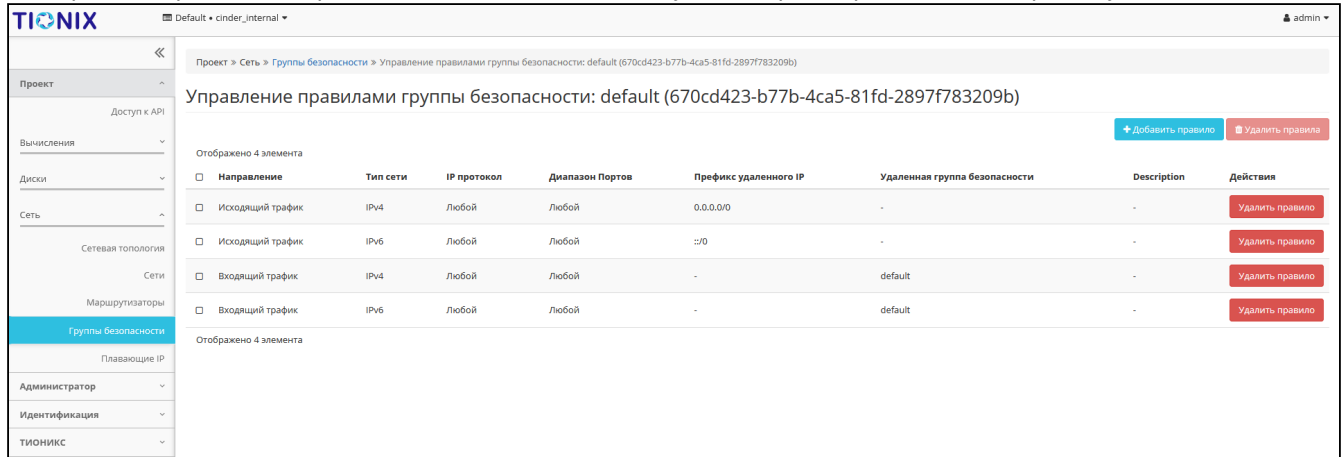 TIONIX
Default • cinder_internal
admin
Проект » Сеть » Группы безопасности » Управление правилами группы безопасности: default (670cd423-b77b-4ca5-81fd-2897f783209b)
Проект
Доступ к API
Вычисления
Диски
Сеть
Сетевая топология
Сети
Маршрутизаторы
Группы безопасности
Плавающие IP
Администратор
Идентификация
ТИОНИКС
Управление правилами группы безопасности: default (670cd423-b77b-4ca5-81fd-2897f783209b)
Добавить правило Удалить правила
Отображено 4 элемента
Направление Тип сети IP протокол Диапазон Портов Префикс удаленного IP Удаленная группа безопасности Description Действия
Исходящий трафик IPv4 Любой Любой 0.0.0.0/0 - - Удалить правило
Исходящий трафик IPv6 Любой Любой ::/0 - - Удалить правило
Входящий трафик IPv4 Любой Любой - default - Удалить правило
Входящий трафик IPv6 Любой Любой - default - Удалить правило
Отображено 4 элемента